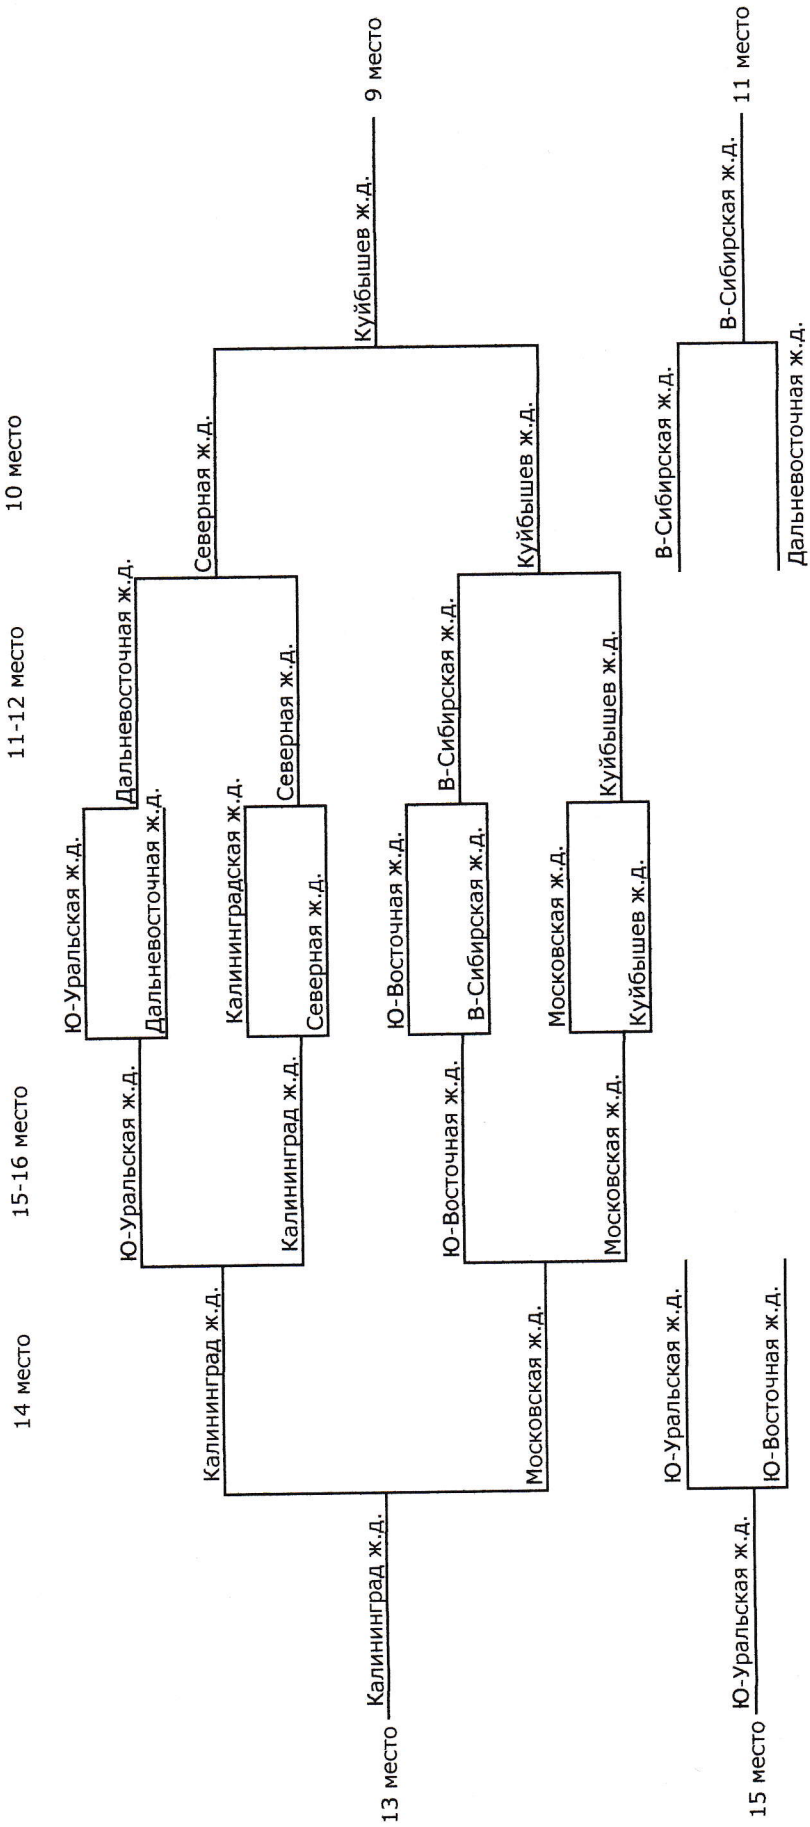 14 место
15-16 место
11-12 место
10 место
Ю-Уральская ж.д.
Дальневосточная ж.д.
Ю-Уральская ж.д.
Дальневосточная ж.д.
Северная ж.д.
Калининград ж.д.
Калининградская ж.д.
Калининград ж.д.
Северная ж.д.
Северная ж.д.
13 место
Калининград ж.д.
Куйбышев ж.д.
9 место
Ю-Восточная ж.д.
Ю-Восточная ж.д.
В-Сибирская ж.д.
В-Сибирская ж.д.
Московская ж.д.
Куйбышев ж.д.
Московская ж.д.
Московская ж.д.
Куйбышев ж.д.
Куйбышев ж.д.
Ю-Уральская ж.д.
В-Сибирская ж.д.
15 место
Ю-Уральская ж.д.
В-Сибирская ж.д.
11 место
Ю-Восточная ж.д.
Дальневосточная ж.д.